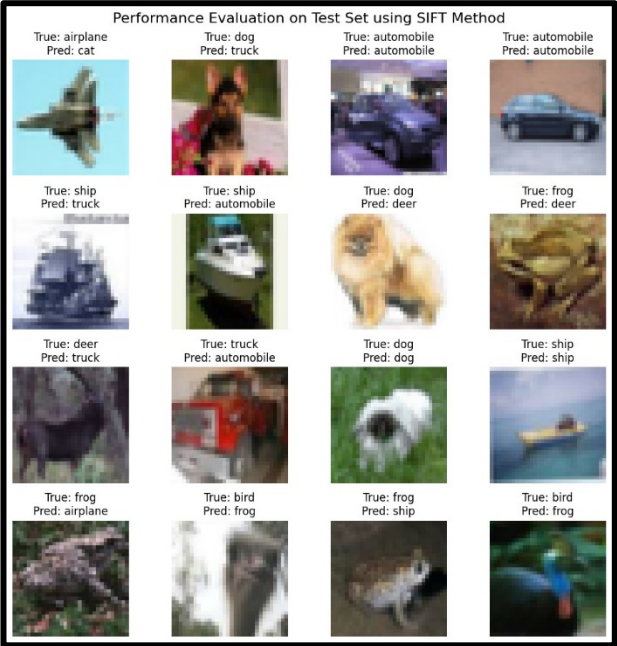 Performance Evaluation on Test Set using SIFT Method
True: airplane
Pred: cat
True: dog
Pred: truck
True: automobile
Pred: automobile
True: automobile
Pred: automobile
True: ship
Pred: truck
True: ship
Pred: automobile
True: dog
Pred: deer
True: frog
Pred: deer
True: deer
Pred: truck
True: truck
Pred: automobile
True: dog
Pred: dog
True: ship
Pred: ship
True: frog
Pred: airplane
True: bird
Pred: frog
True: frog
Pred: ship
True: bird
Pred: frog